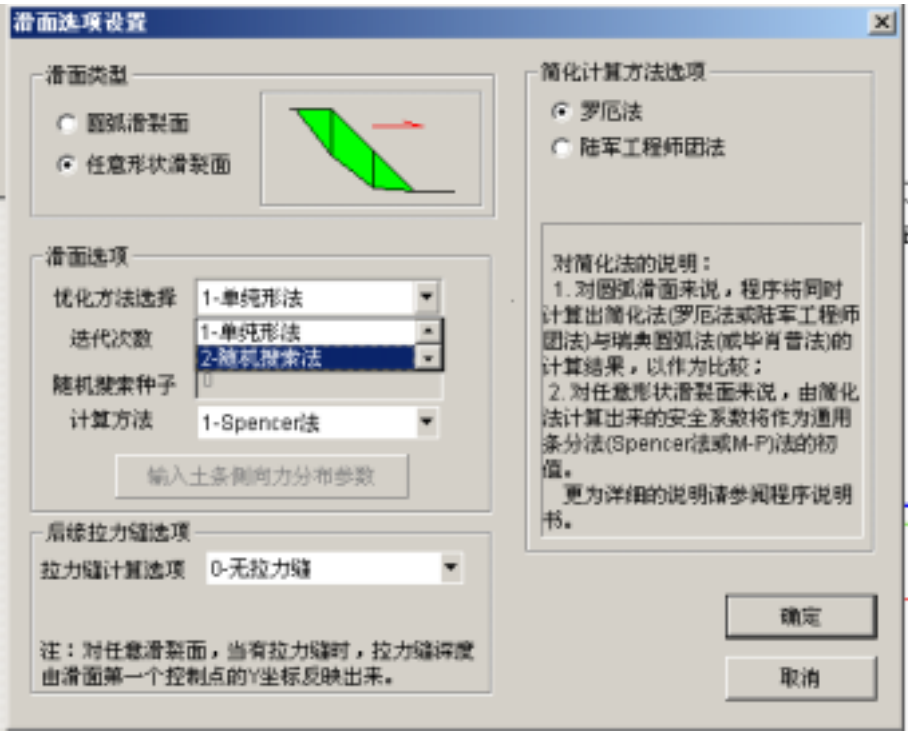 滑面选项设置
滑面类型
圆弧滑裂面
任意形状滑裂面
滑面选项
优化方法选择
1-单纯形法
迭代次数
1-单纯形法
2-随机搜索法
随机搜索种子
0
计算方法
1-Spencer法
输入土条侧向力分布参数
后缘拉力缝选项
拉力缝计算选项
0-无拉力缝
注：对任意滑裂面，当有拉力缝时，拉力缝深度
由滑面第一个控制点的Y坐标反映出来。
简化计算方法选项
罗厄法
陆军工程师团法
对简化法的说明：
1.对圆弧滑面来说，程序将同时
计算出简化法(罗厄法或陆军工程师
团法)与瑞典圆弧法(或毕肖普法)的
计算结果，以作为比较；
2.对任意形状滑裂面来说，由简化
法计算出来的安全系数将作为通用
条分法(Spencer法或M-P)法的初
值。
更为详细的说明请参阅程序说明
书。
确定
取消